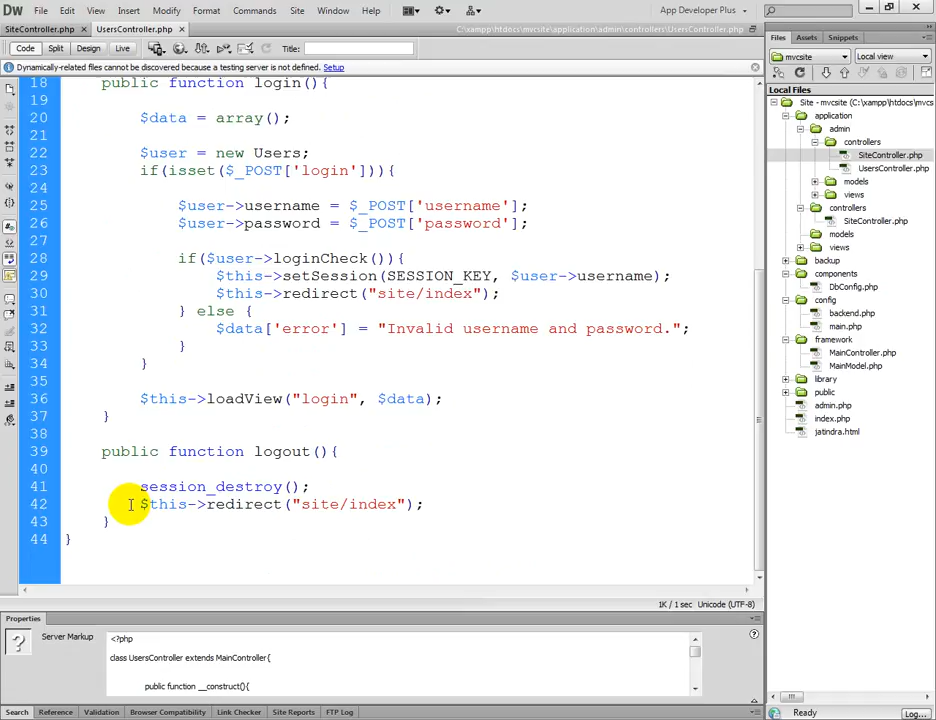 DW File Edit View Insert Modify Format Commands Site Window Help App Developer Plus
SiteController.php × UsersController.php ×
C:\xampp\htdocs\mvcsite\application\admin\controllers\UsersController.php
Code Split Design Live Title:
Dynamically-related files cannot be discovered because a testing server is not defined. Setup
18 public function login(){
19
20 $data = array();
21
22 $user = new Users;
23 if(isset($_POST['login'])){
24
25 $user->username = $_POST['username'];
26 $user->password = $_POST['password'];
27
28 if($user->loginCheck()){
29 $this->setSession(SESSION_KEY, $user->username);
30 $this->redirect("site/index");
31 } else {
32 $data['error'] = "Invalid username and password.";
33 }
34 }
35
36 $this->loadView("login", $data);
37 }
38
39 public function logout(){
40
41 session_destroy();
42 $this->redirect("site/index");
43 }
44 }
1K / 1 sec Unicode (UTF-8)
Properties
? Server Markup
<?php
class UsersController extends MainController{
public function __construct(){
Search Reference Validation Browser Compatibility Link Checker Site Reports FTP Log
Files Assets Snippets
mvcsite Local view
Local Files
Site - mvcsite (C:\xampp\htdocs\mvc
application
admin
controllers
SiteController.php
UsersController.php
models
views
controllers
SiteController.php
models
views
backup
components
DbConfig.php
config
backend.php
main.php
framework
MainController.php
MainModel.php
library
public
admin.php
index.php
jatindra.html
Ready Log...